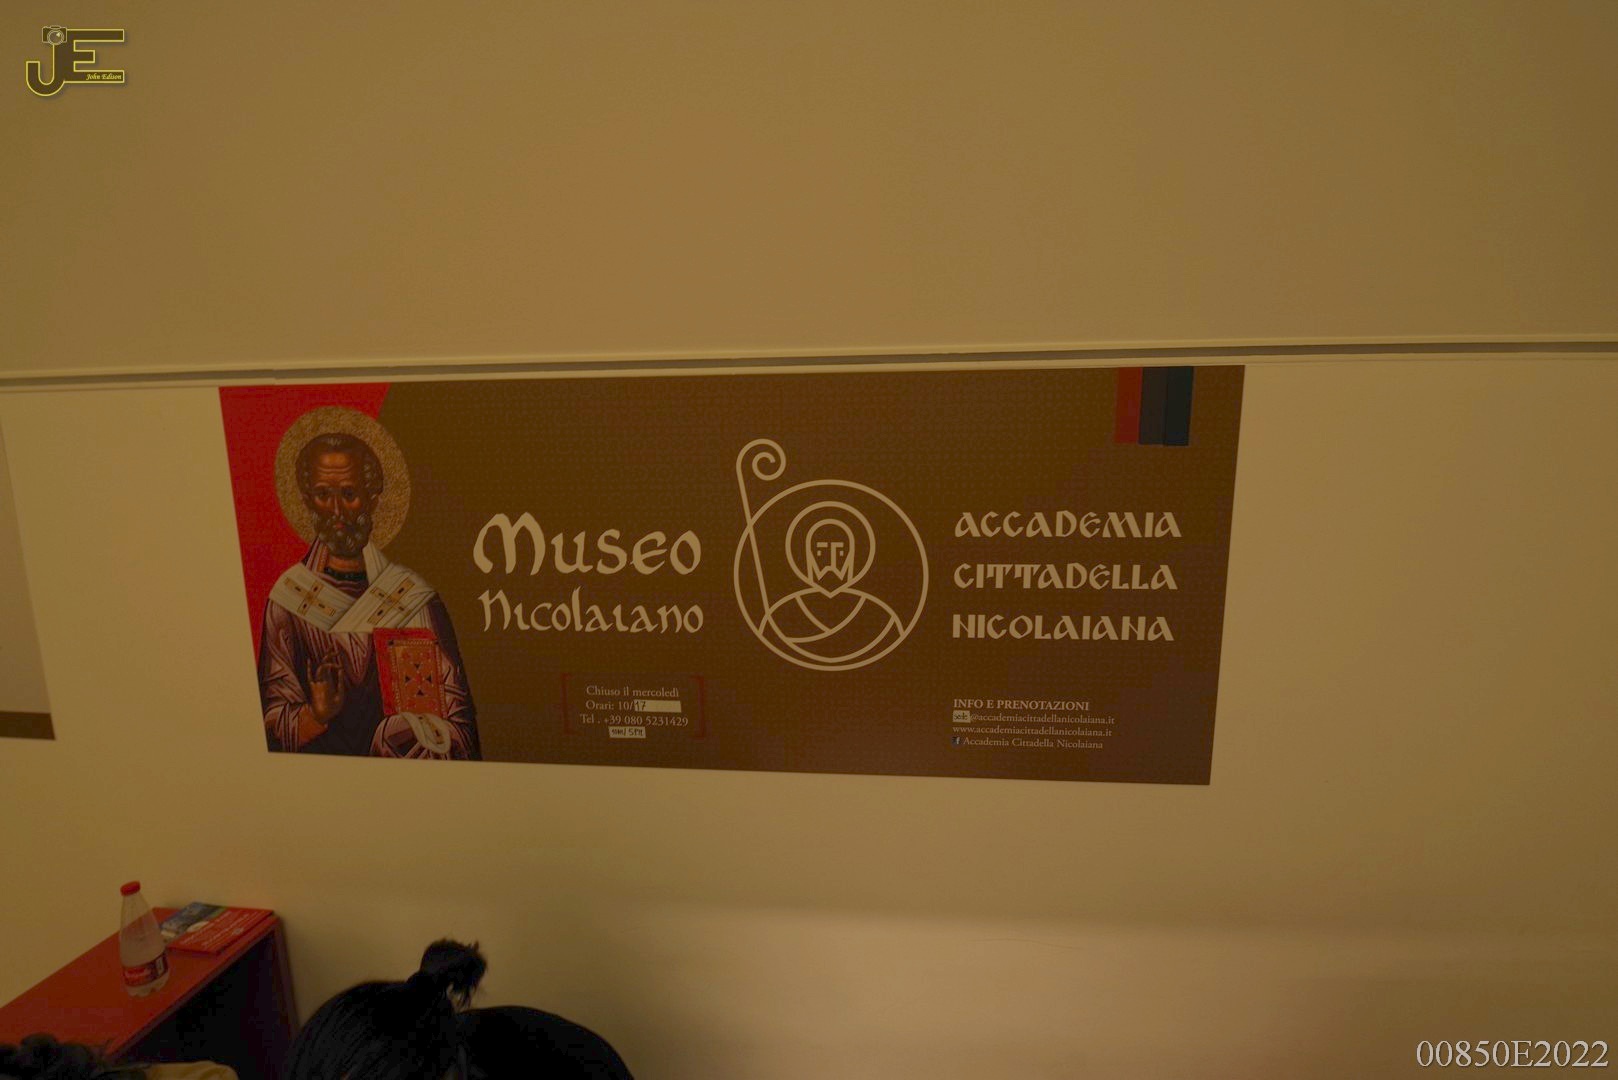 John Edison
Museo
Nicolaiano
Chiuso il mercoledì
Orari: 10/17
Tel . +39 080 5231429
ACCADEMIA
CITTADELLA
NICOLAIANA
INFO E PRENOTAZIONI
@accademiacittadellanicolaiana.it
www.accademiacittadellanicolaiana.it
f Accademia Cittadella Nicolaiana
00850E2022